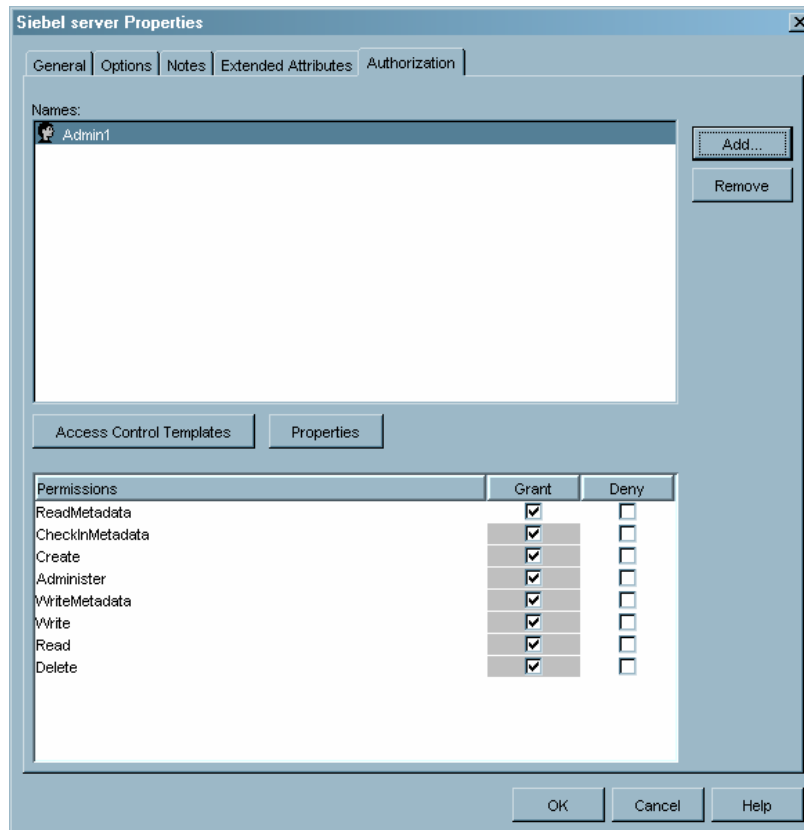 Siebel server Properties
General Options Notes Extended Attributes Authorization
Names:
Admin1
Add...
Remove
Access Control Templates Properties
Permissions Grant Deny
ReadMetadata
CheckInMetadata
Create
Administer
WriteMetadata
Write
Read
Delete
OK Cancel Help